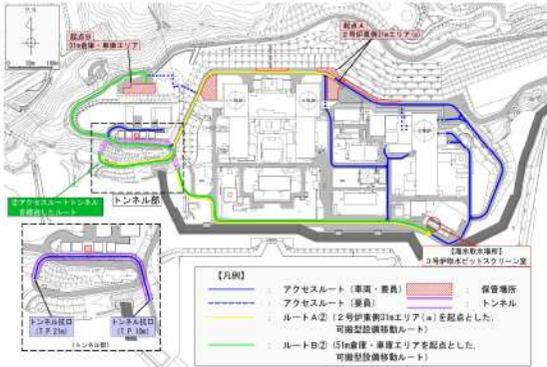 起点B
51m倉庫・車庫エリア
起点A
2号炉東側31mエリア(a)
トンネル部
②アクセスルートトンネル
を経由したルート
トンネル坑口
(T.P.21m)
トンネル坑口
(T.P.10m)
(トンネル部)
【海水取水場所】
3号炉取水ピットスクリーン室
【凡例】
: アクセスルート(車両・要員)
: 保管場所
: アクセスルート(要員)
: トンネル
: ルートA②(2号炉東側31mエリア(a)を起点とした、
可搬型設備移動ルート)
: ルートB②(51m倉庫・車庫エリアを起点とした、
可搬型設備移動ルート)